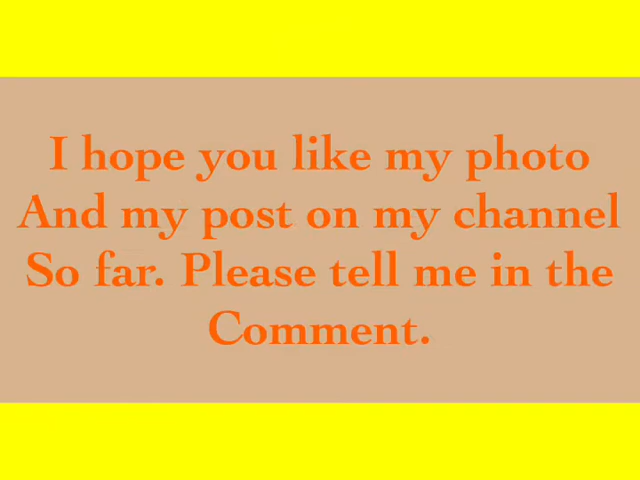 I hope you like my photo
And my post on my channel
So far. Please tell me in the
Comment.